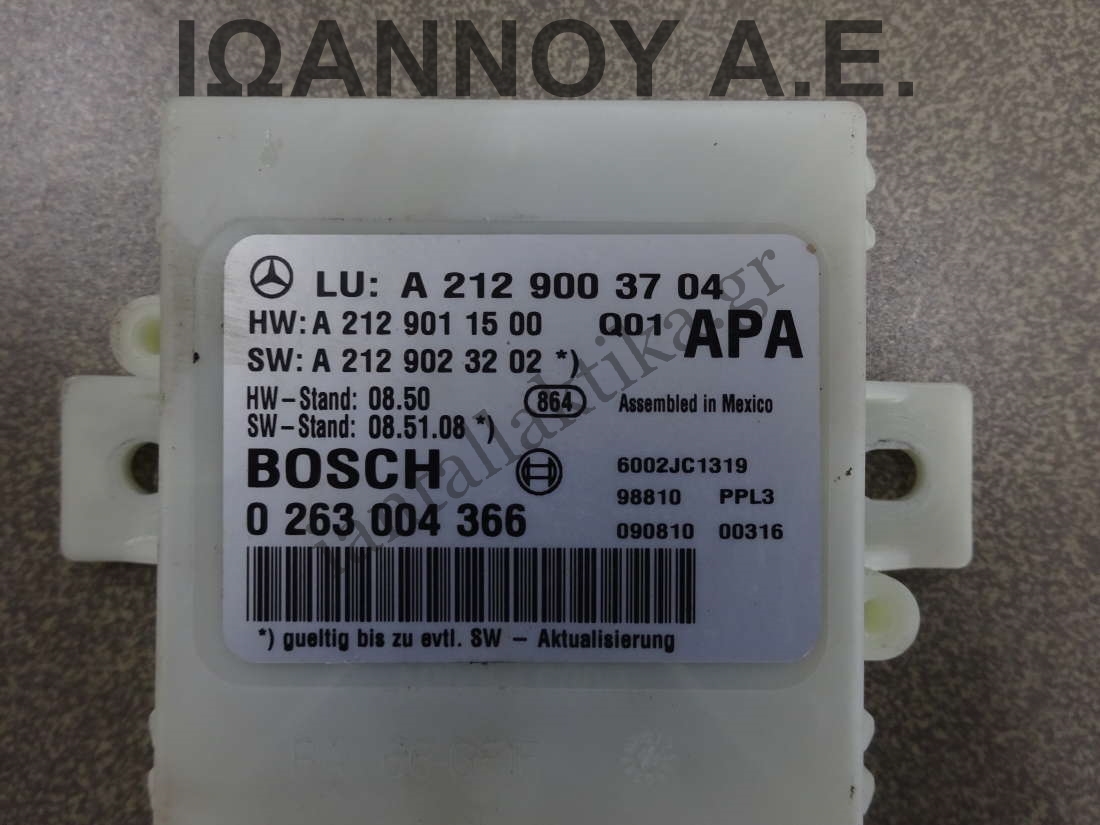 ΙΩΑΝΝΟΥ Α.Ε.
LU: A 212 900 37 04
HW: A 212 901 15 00 Q01 APA
SW: A 212 902 32 02 *)
HW-Stand: 08.50 864 Assembled in Mexico
SW-Stand: 08.51.08 *)
BOSCH 6002JC1319
98810 PPL3
0 263 004 366 090810 00316
*) gueltig bis zu evtl. SW - Aktualisierung
antallaktika.gr